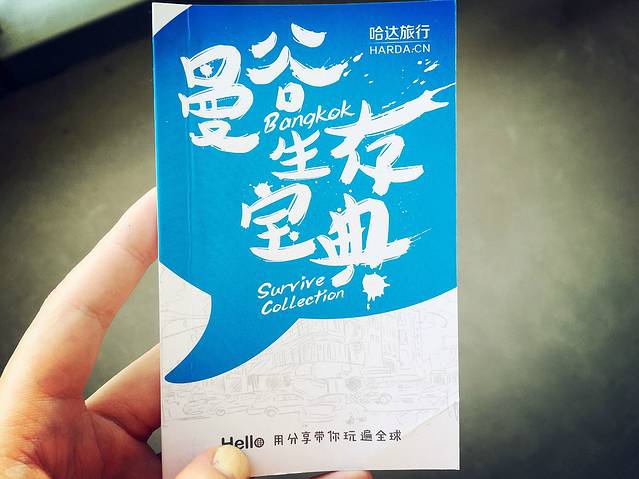 哈达旅行
HARDA.CN
曼谷
Bangkok
生存
宝典
Survive
Collection
Hello 用分享带你玩遍全球